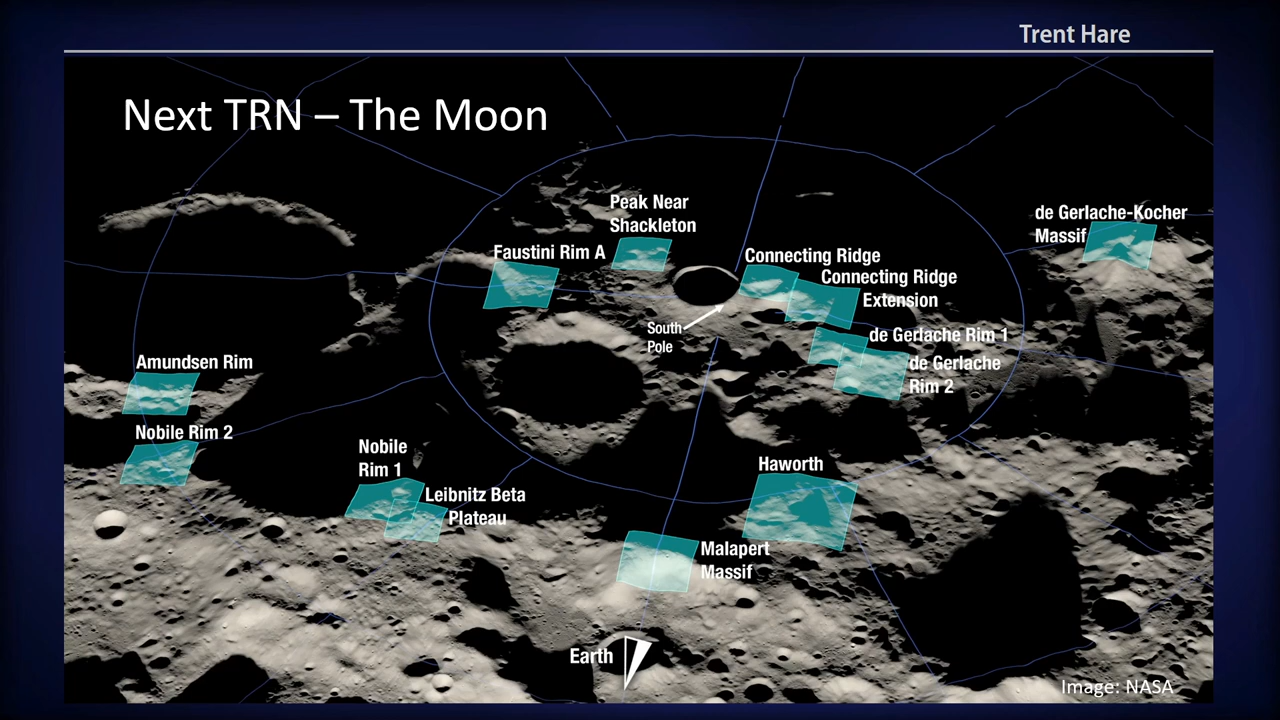 Trent Hare
Next TRN – The Moon
Peak Near
Shackleton
de Gerlache-Kocher
Massif
Faustini Rim A
Connecting Ridge
Connecting Ridge
Extension
South
Pole
de Gerlache Rim 1
de Gerlache
Rim 2
Amundsen Rim
Nobile Rim 2
Nobile
Rim 1
Leibnitz Beta
Plateau
Haworth
Malapert
Massif
Earth
Image: NASA